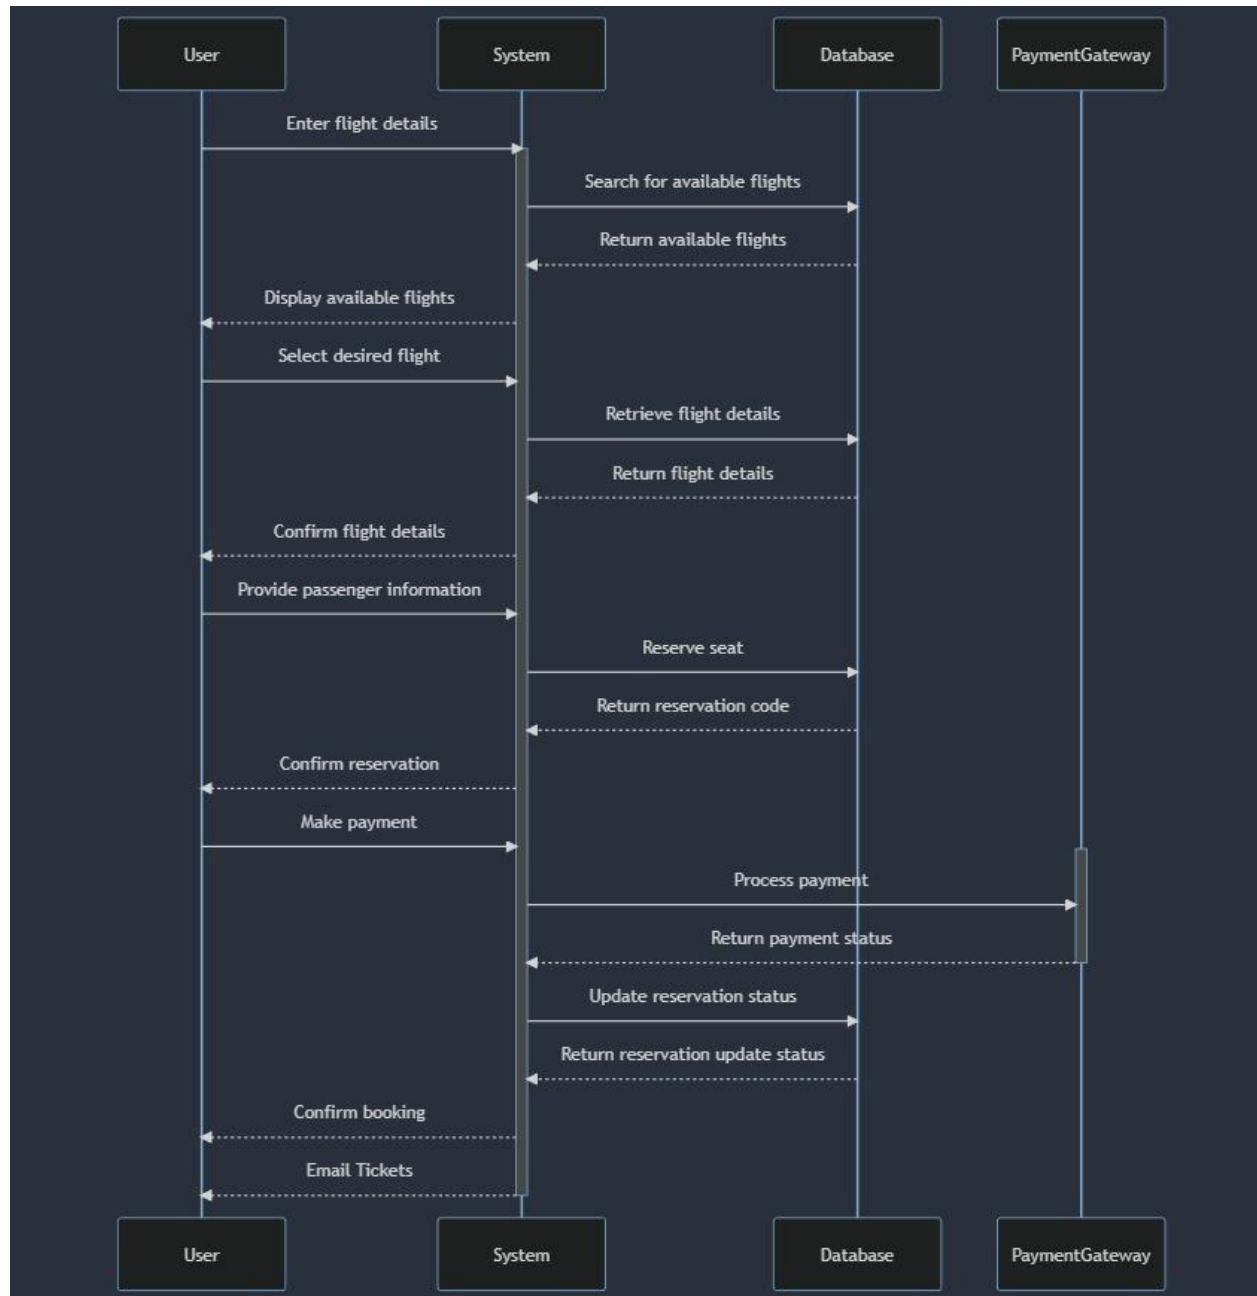 User
System
Database
PaymentGateway
Enter flight details
Search for available flights
Return available flights
Display available flights
Select desired flight
Retrieve flight details
Return flight details
Confirm flight details
Provide passenger information
Reserve seat
Return reservation code
Confirm reservation
Make payment
Process payment
Return payment status
Update reservation status
Return reservation update status
Confirm booking
Email Tickets
User
System
Database
PaymentGateway